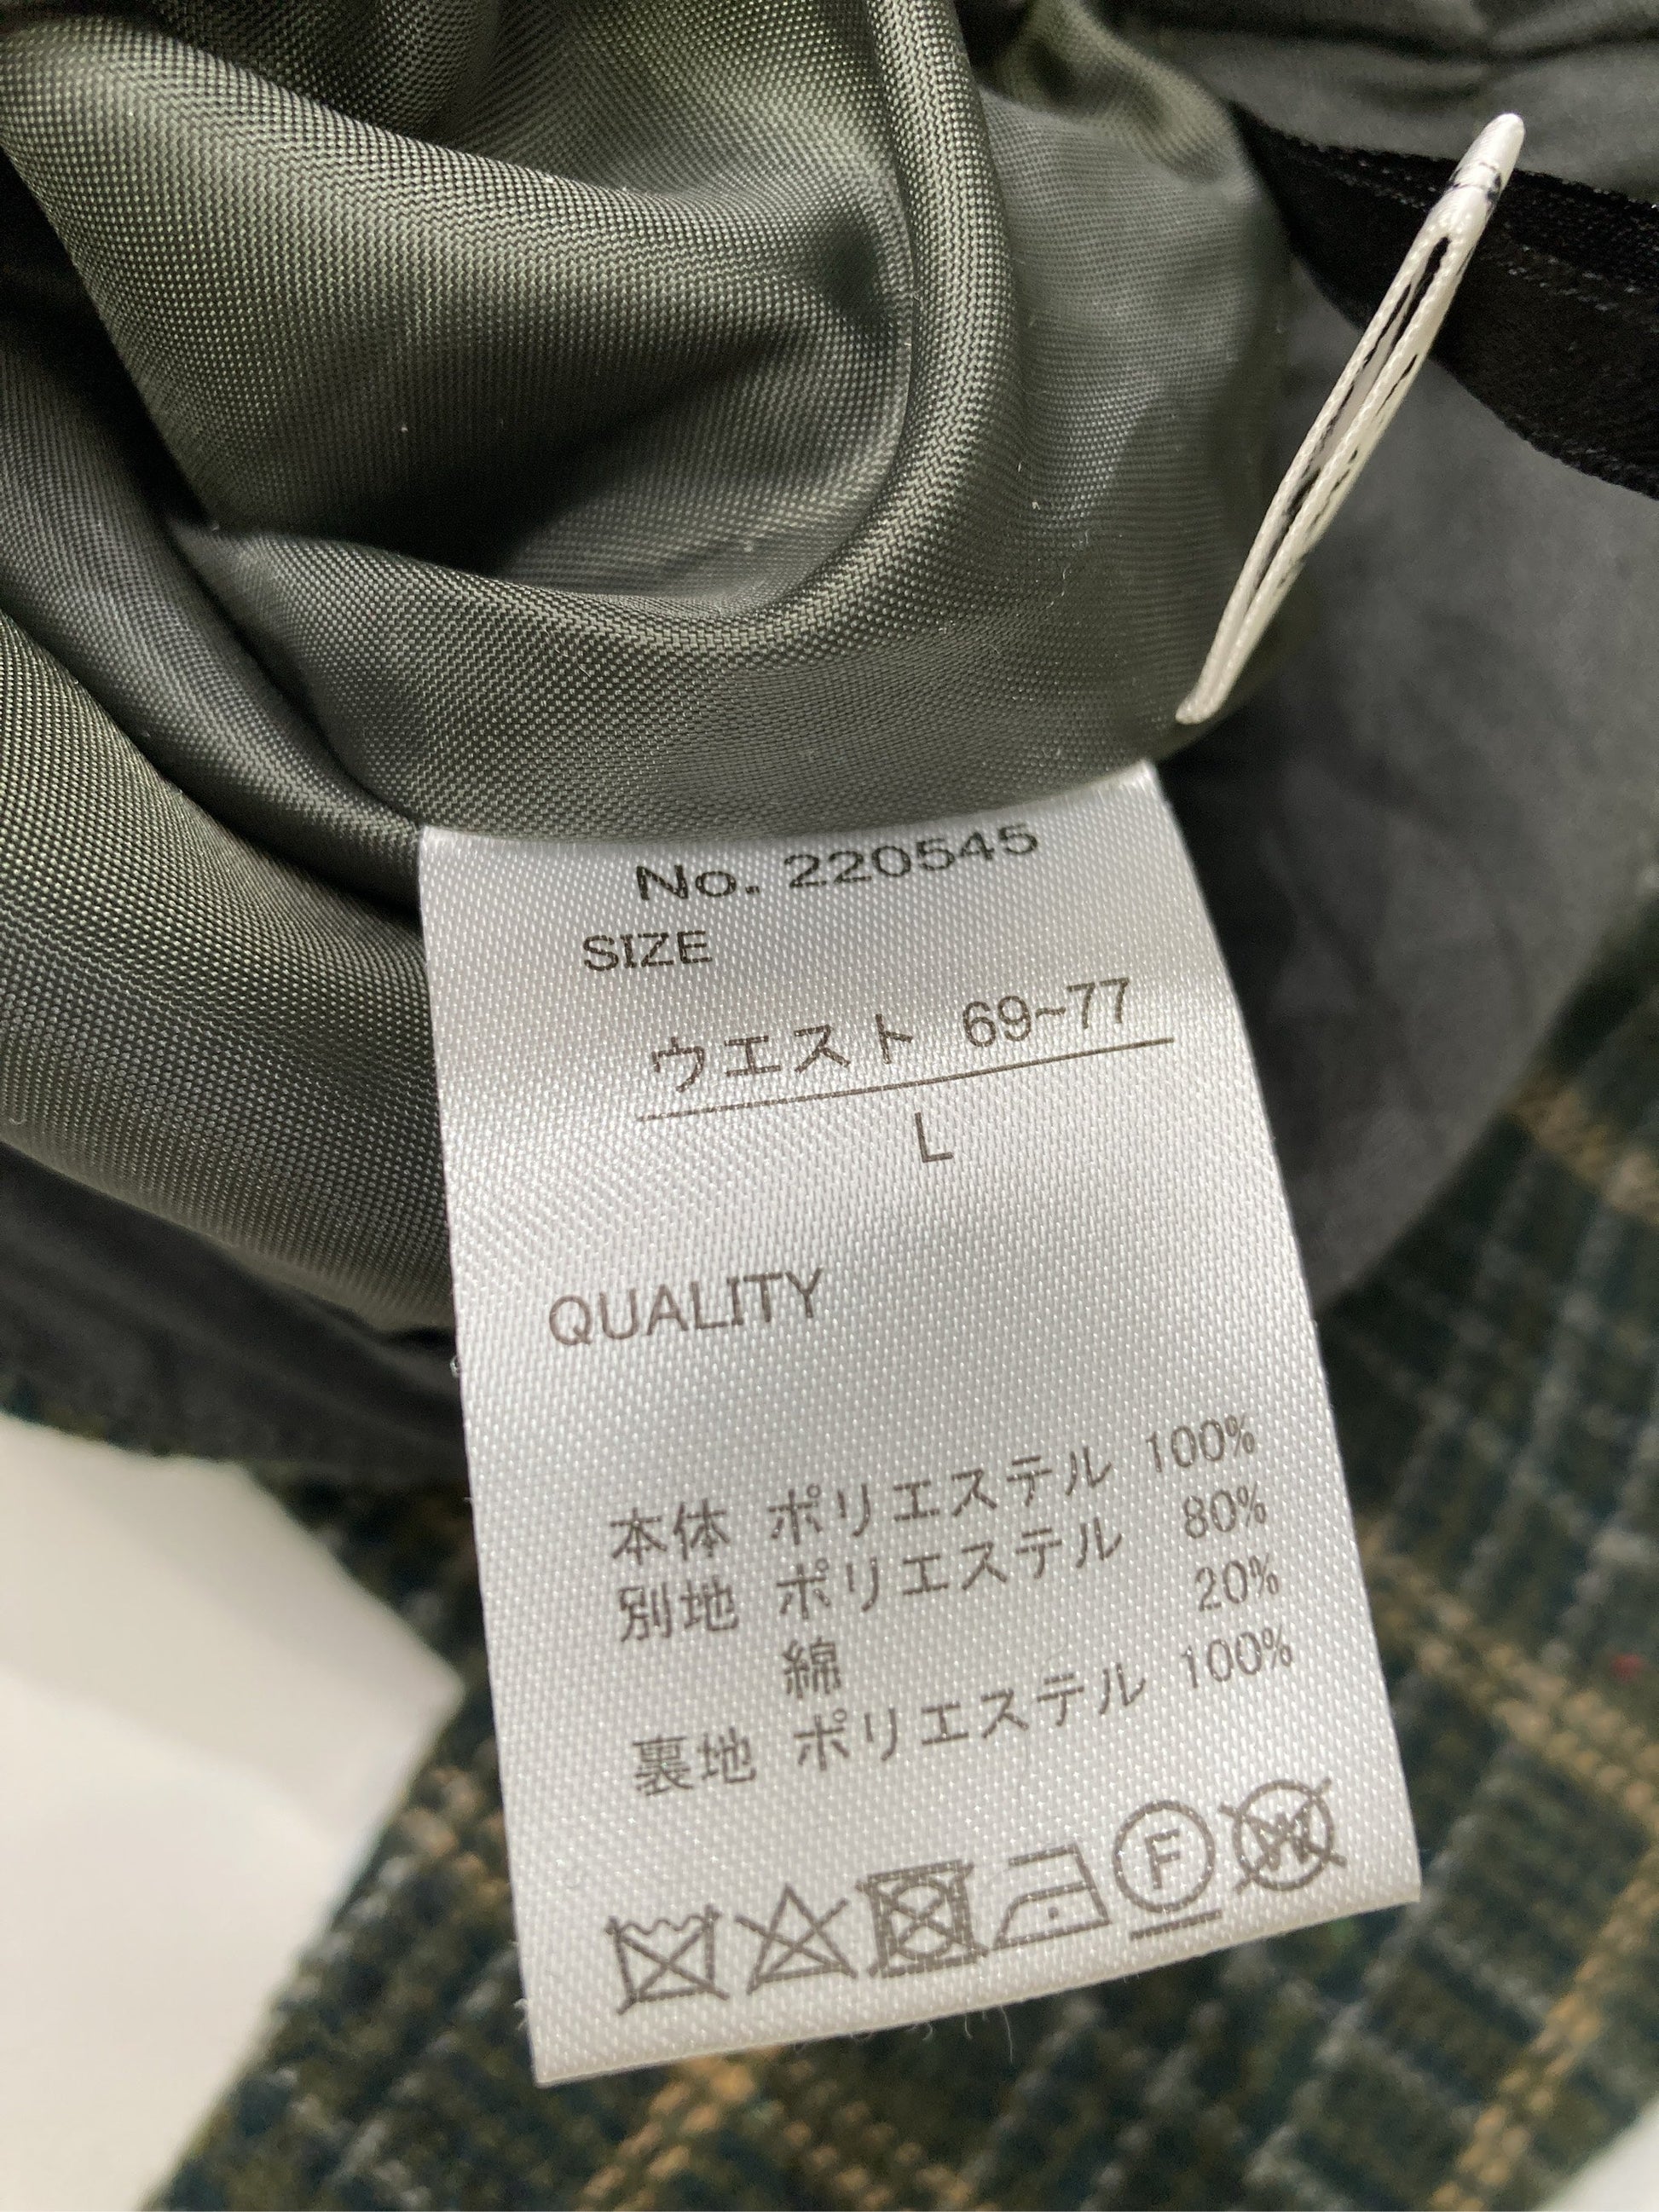 No. 220545
SIZE
ウエスト 69~77
L
QUALITY
本体 ポリエステル 100%
別地 ポリエステル 80%
綿 20%
裏地 ポリエステル 100%
F
W